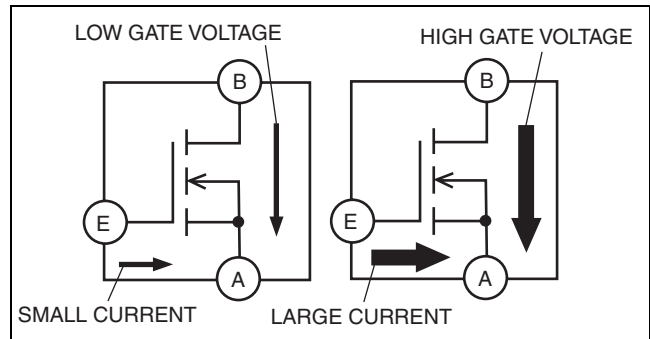 LOW GATE VOLTAGE
HIGH GATE VOLTAGE
B
B
E
E
A
A
SMALL CURRENT
LARGE CURRENT